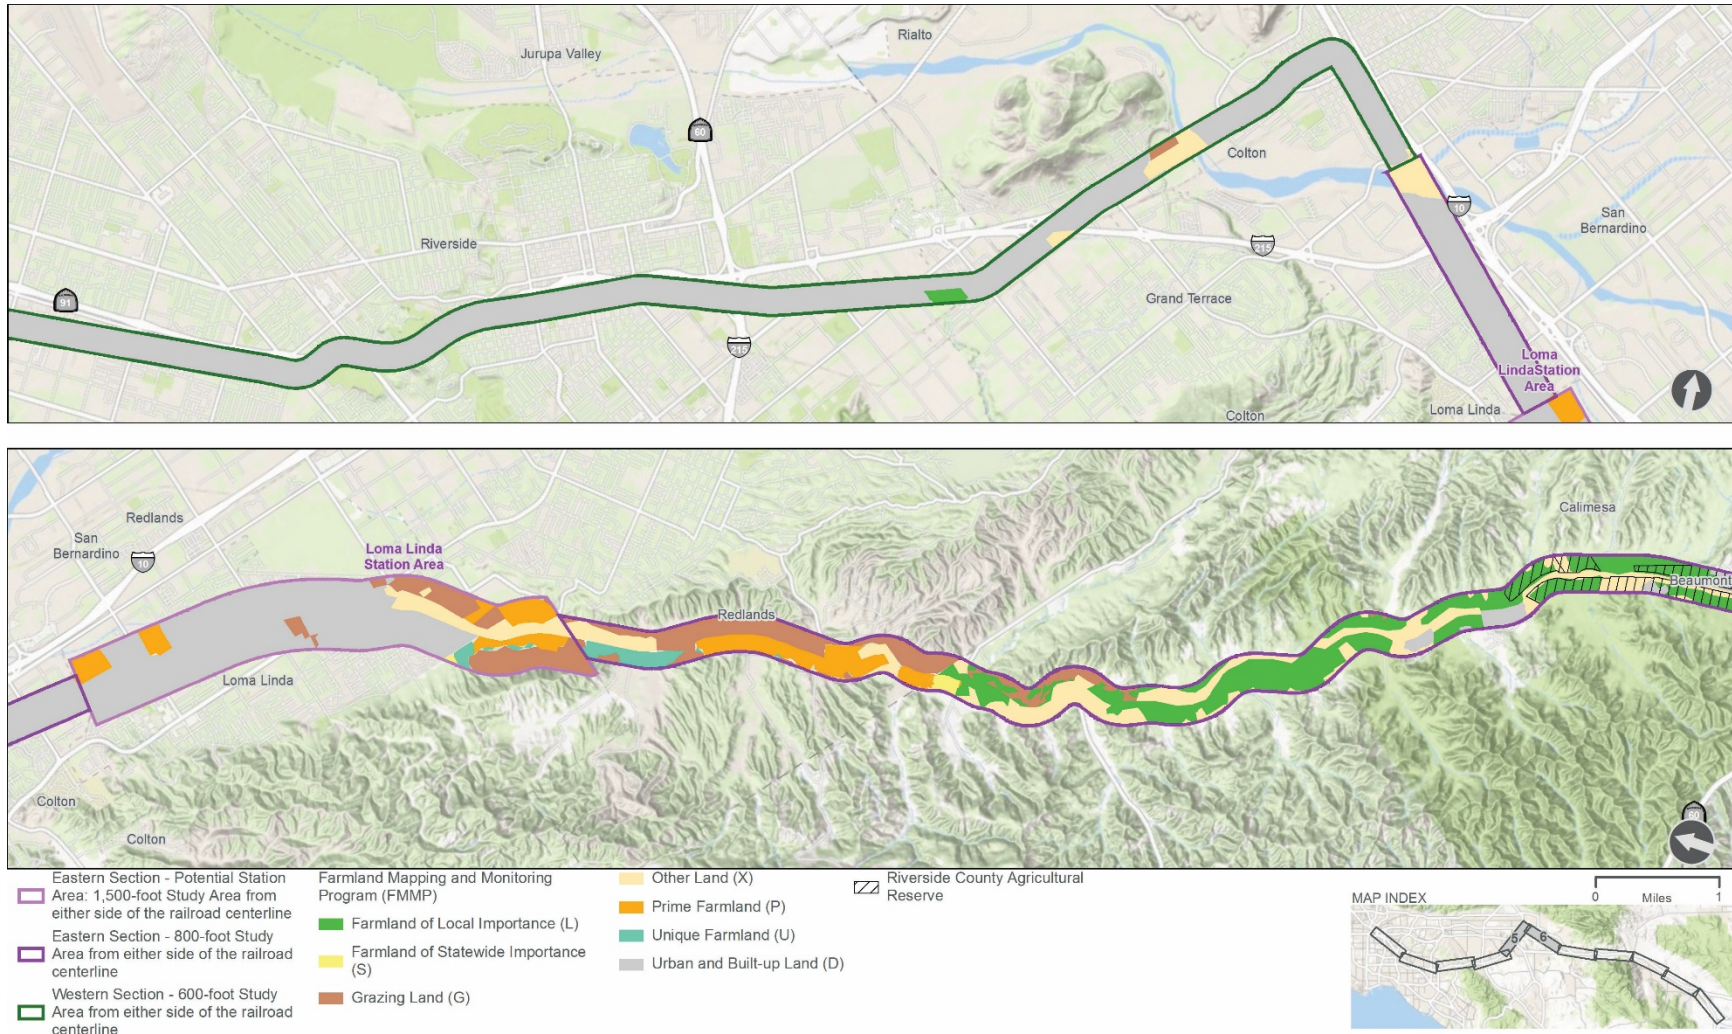 Jurupa Valley
Rialto
60
Colton
Riverside
10
San
Bernardino
215
91
Grand Terrace
215
Loma
LindaStation
Area
Loma Linda
Colton
Redlands
San
Bernardino
10
Loma Linda
Station Area
Calimesa
Beaumont
Redlands
Loma Linda
Colton
Colton
60
Eastern Section - Potential Station
Area: 1,500-foot Study Area from
either side of the railroad centerline
Eastern Section - 800-foot Study
Area from either side of the railroad
centerline
Western Section - 600-foot Study
Area from either side of the railroad
centerline
Farmland Mapping and Monitoring
Program (FMMP)
Farmland of Local Importance (L)
Farmland of Statewide Importance
(S)
Grazing Land (G)
Other Land (X)
Prime Farmland (P)
Unique Farmland (U)
Urban and Built-up Land (D)
Riverside County Agricultural
Reserve
0 Miles 1
MAP INDEX
5 6